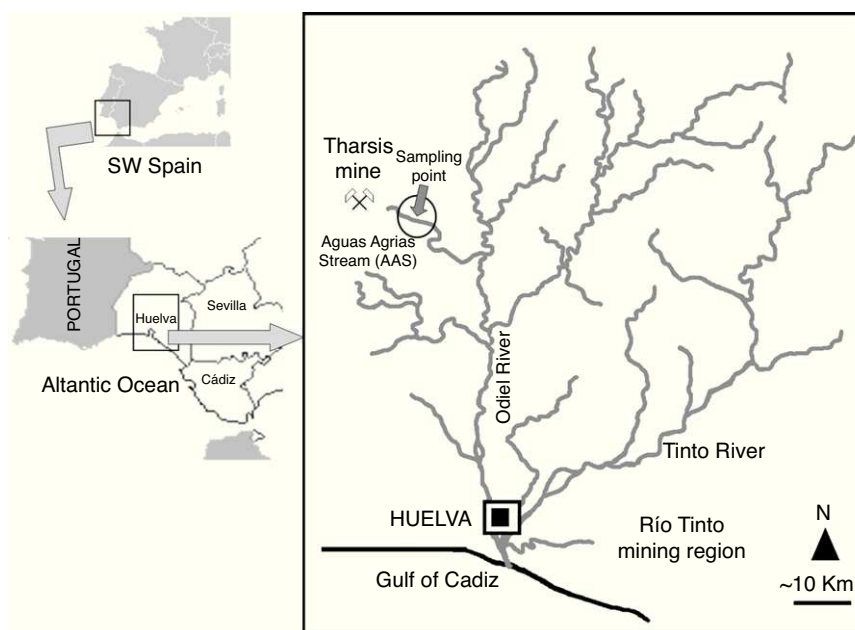 SW Spain
PORTUGAL
Huelva
Sevilla
Cádiz
Altantic Ocean
Tharsis
mine
Sampling
point
Aguas Agrias
Stream (AAS)
Odiel River
Tinto River
HUELVA
Río Tinto
mining region
Gulf of Cadiz
N
~10 Km